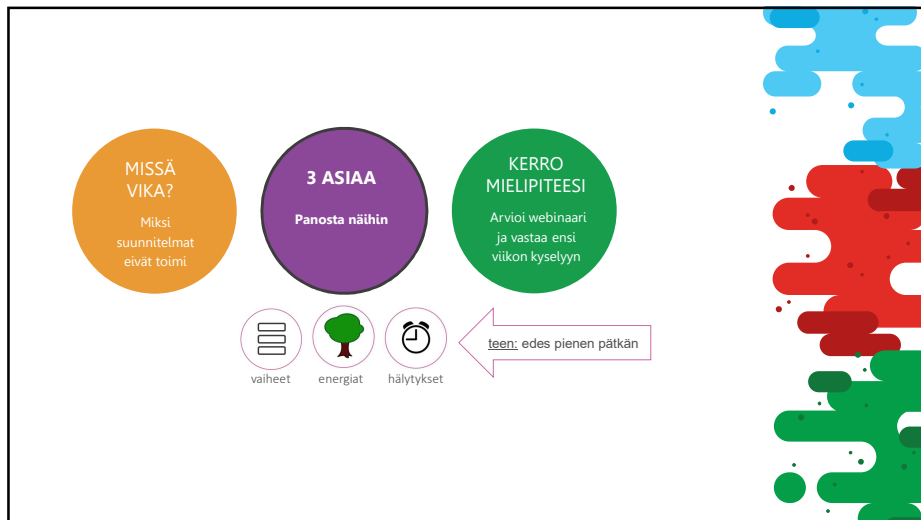 MISSÄ
VIKA?
Miksi
suunnitelmat
eivät toimi
3 ASIAA
Panosta näihin
KERRO
MIELIPITEESI
Arvioi webinaari
ja vastaa ensi
viikon kyselyyn
vaiheet
energiat
hälytykset
teen: edes pienen pätkän